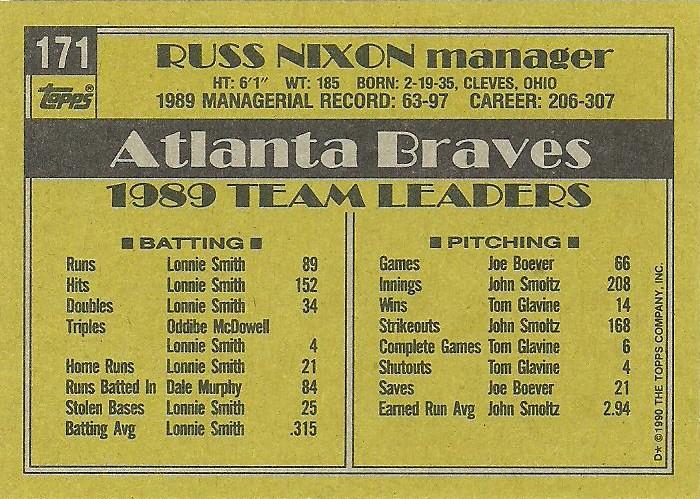 171
Topps®
RUSS NIXON manager
HT: 6'1" WT: 185 BORN: 2-19-35, CLEVES, OHIO
1989 MANAGERIAL RECORD: 63-97 CAREER: 206-307
Atlanta Braves
1989 TEAM LEADERS
■ BATTING ■
Runs Lonnie Smith 89
Hits Lonnie Smith 152
Doubles Lonnie Smith 34
Triples Oddibe McDowell
Lonnie Smith 4
Home Runs Lonnie Smith 21
Runs Batted In Dale Murphy 84
Stolen Bases Lonnie Smith 25
Batting Avg Lonnie Smith .315
■ PITCHING ■
Games Joe Boever 66
Innings John Smoltz 208
Wins Tom Glavine 14
Strikeouts John Smoltz 168
Complete Games Tom Glavine 6
Shutouts Tom Glavine 4
Saves Joe Boever 21
Earned Run Avg John Smoltz 2.94
D* © 1990 THE TOPPS COMPANY, INC.